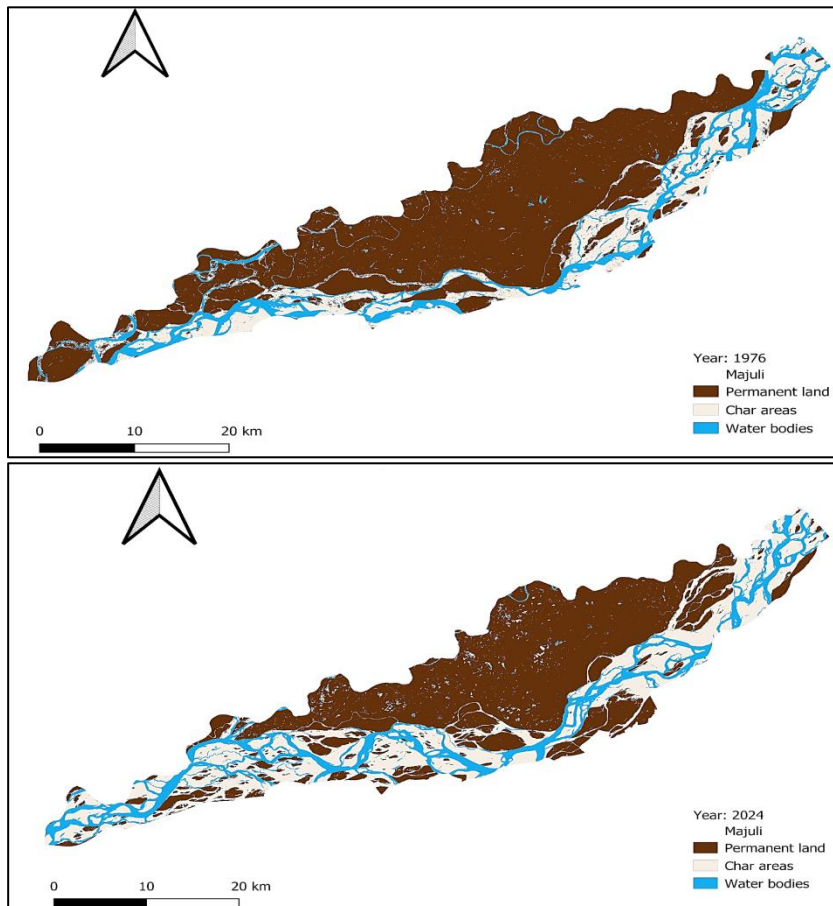 Year: 1976
Majuli
Permanent land
Char areas
Water bodies
0 10 20 km
Year: 2024
Majuli
Permanent land
Char areas
Water bodies
0 10 20 km